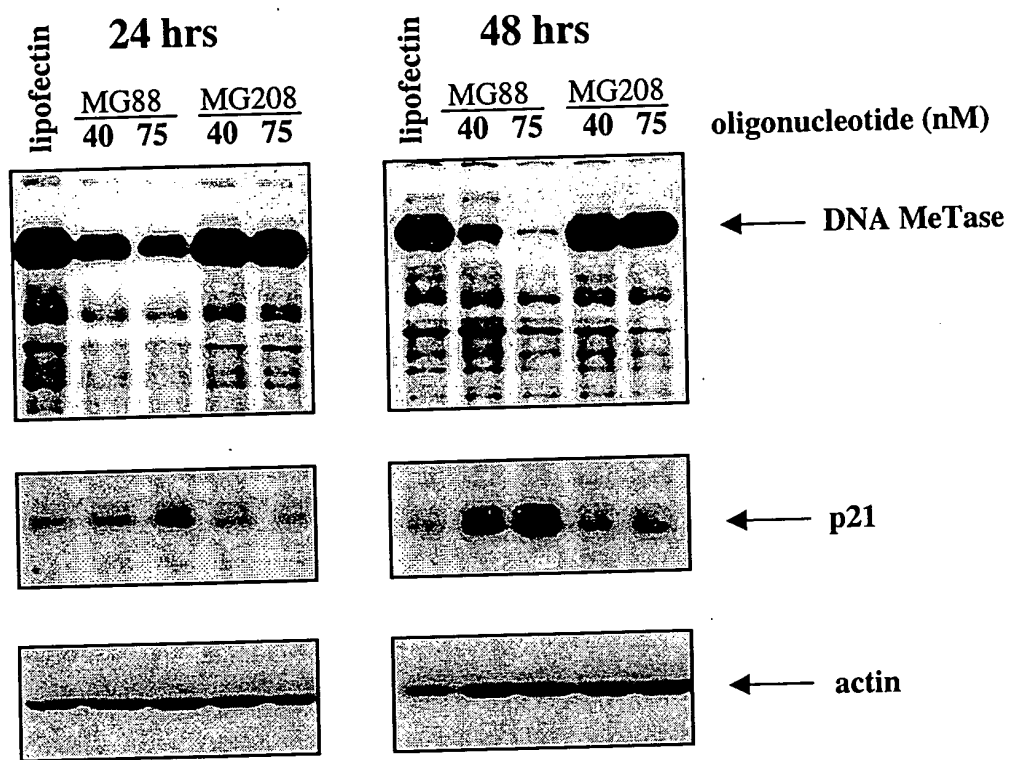 24 hrs 48 hrs
lipofectin MG88 MG208 lipofectin MG88 MG208
40 75 40 75 40 75 40 75 oligonucleotide (nM)
DNA MeTase
p21
actin